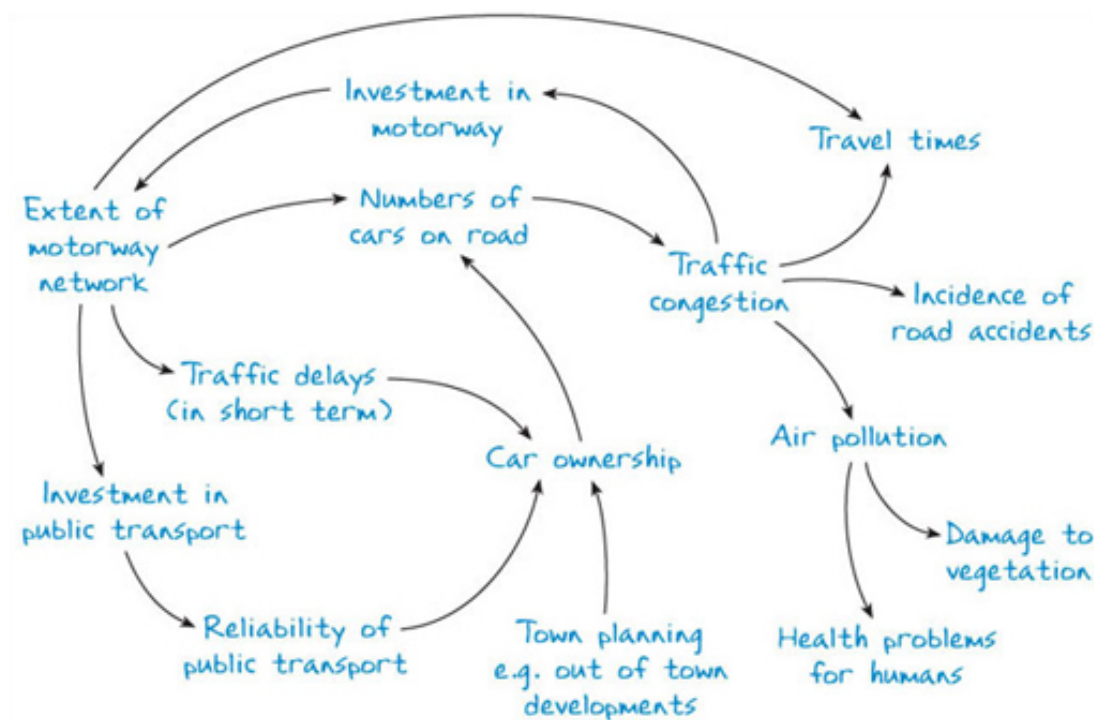 Investment in
motorway
Travel times
Extent of
motorway
network
Numbers of
cars on road
Traffic
congestion
Incidence of
road accidents
Traffic delays
(in short term)
Air pollution
Car ownership
Investment in
public transport
Damage to
vegetation
Reliability of
public transport
Town planning
e.g. out of town
developments
Health problems
for humans